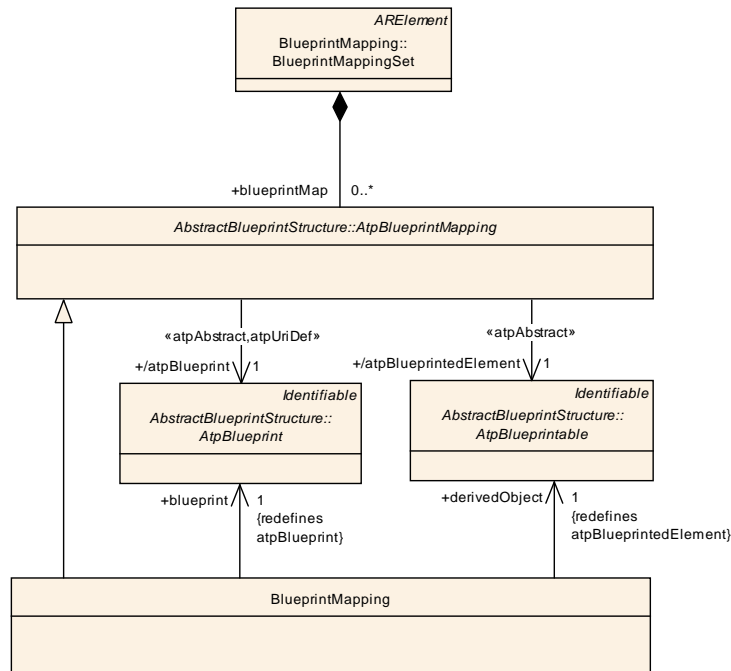 ARElement
BlueprintMapping::
BlueprintMappingSet
+blueprintMap 0..*
AbstractBlueprintStructure::AtpBlueprintMapping
«atpAbstract,atpUriDef»
«atpAbstract»
+/atpBlueprint 1
+/atpBlueprintedElement 1
Identifiable
AbstractBlueprintStructure::
AtpBlueprint
Identifiable
AbstractBlueprintStructure::
AtpBlueprintable
+blueprint 1
{redefines
atpBlueprint}
+derivedObject 1
{redefines
atpBlueprintedElement}
BlueprintMapping